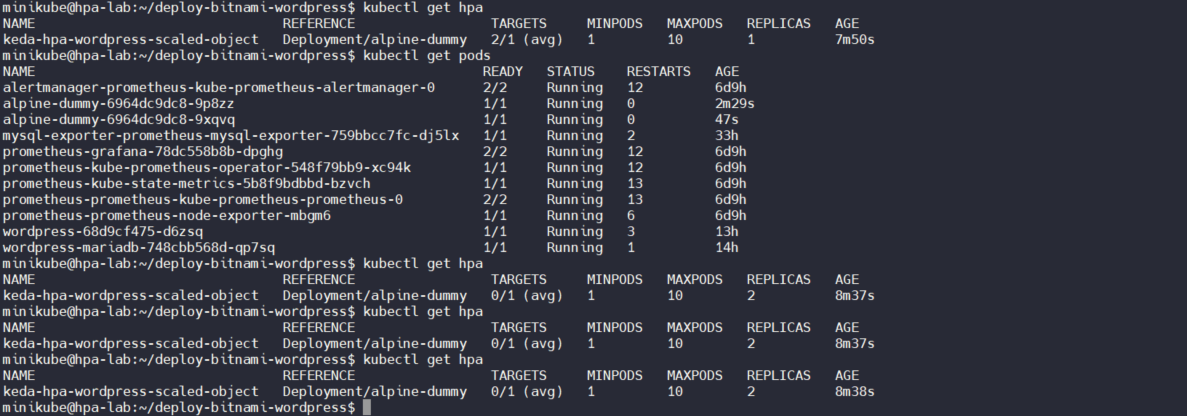 minikube@hpa-lab:~/deploy-bitnami-wordpress$ kubectl get hpa
NAME REFERENCE TARGETS MINPODS MAXPODS REPLICAS AGE
keda-hpa-wordpress-scaled-object Deployment/alpine-dummy 2/1 (avg) 1 10 1 7m50s
minikube@hpa-lab:~/deploy-bitnami-wordpress$ kubectl get pods
NAME READY STATUS RESTARTS AGE
alertmanager-prometheus-kube-prometheus-alertmanager-0 2/2 Running 12 6d9h
alpine-dummy-6964dc9dc8-9p8zz 1/1 Running 0 2m29s
alpine-dummy-6964dc9dc8-9xqvq 1/1 Running 0 47s
mysql-exporter-prometheus-mysql-exporter-759bbcc7fc-dj5lx 1/1 Running 2 33h
prometheus-grafana-78dc558b8b-dpghg 2/2 Running 12 6d9h
prometheus-kube-prometheus-operator-548f79bb9-xc94k 1/1 Running 12 6d9h
prometheus-kube-state-metrics-5b8f9bdbbd-bzvch 1/1 Running 13 6d9h
prometheus-prometheus-kube-prometheus-prometheus-0 2/2 Running 13 6d9h
prometheus-prometheus-node-exporter-mbgm6 1/1 Running 6 6d9h
wordpress-68d9cf475-d6zsq 1/1 Running 3 13h
wordpress-mariadb-748cbb568d-qp7sq 1/1 Running 1 14h
minikube@hpa-lab:~/deploy-bitnami-wordpress$ kubectl get hpa
NAME REFERENCE TARGETS MINPODS MAXPODS REPLICAS AGE
keda-hpa-wordpress-scaled-object Deployment/alpine-dummy 0/1 (avg) 1 10 2 8m37s
minikube@hpa-lab:~/deploy-bitnami-wordpress$ kubectl get hpa
NAME REFERENCE TARGETS MINPODS MAXPODS REPLICAS AGE
keda-hpa-wordpress-scaled-object Deployment/alpine-dummy 0/1 (avg) 1 10 2 8m37s
minikube@hpa-lab:~/deploy-bitnami-wordpress$ kubectl get hpa
NAME REFERENCE TARGETS MINPODS MAXPODS REPLICAS AGE
keda-hpa-wordpress-scaled-object Deployment/alpine-dummy 0/1 (avg) 1 10 2 8m38s
minikube@hpa-lab:~/deploy-bitnami-wordpress$